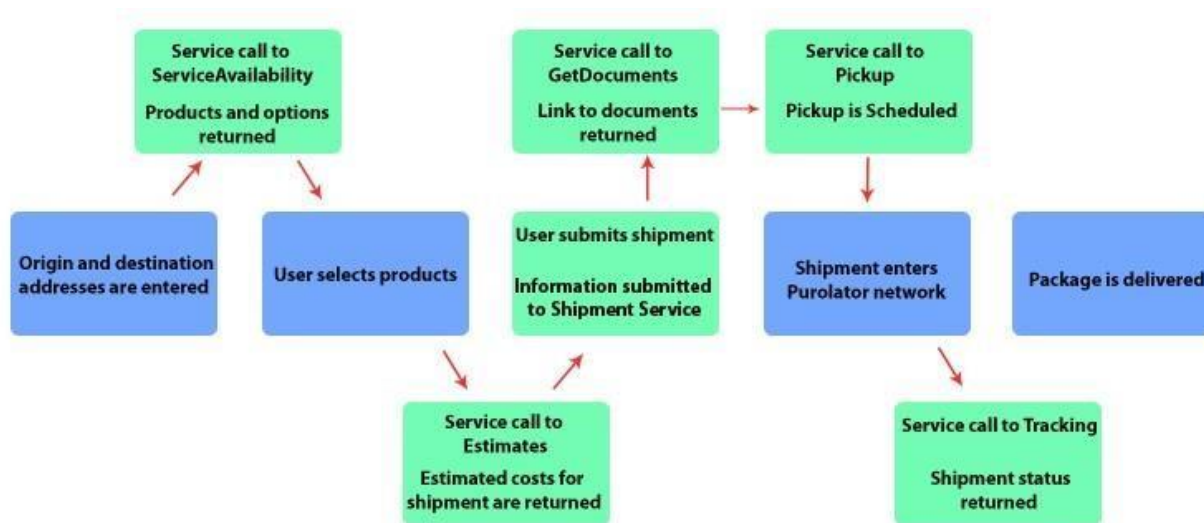 Service call to
ServiceAvailability
Products and options
returned
Service call to
GetDocuments
Link to documents
returned
Service call to
Pickup
Pickup is Scheduled
Origin and destination
addresses are entered
User selects products
User submits shipment
Information submitted
to Shipment Service
Shipment enters
Purolator network
Package is delivered
Service call to
Estimates
Estimated costs for
shipment are returned
Service call to Tracking
Shipment status
returned